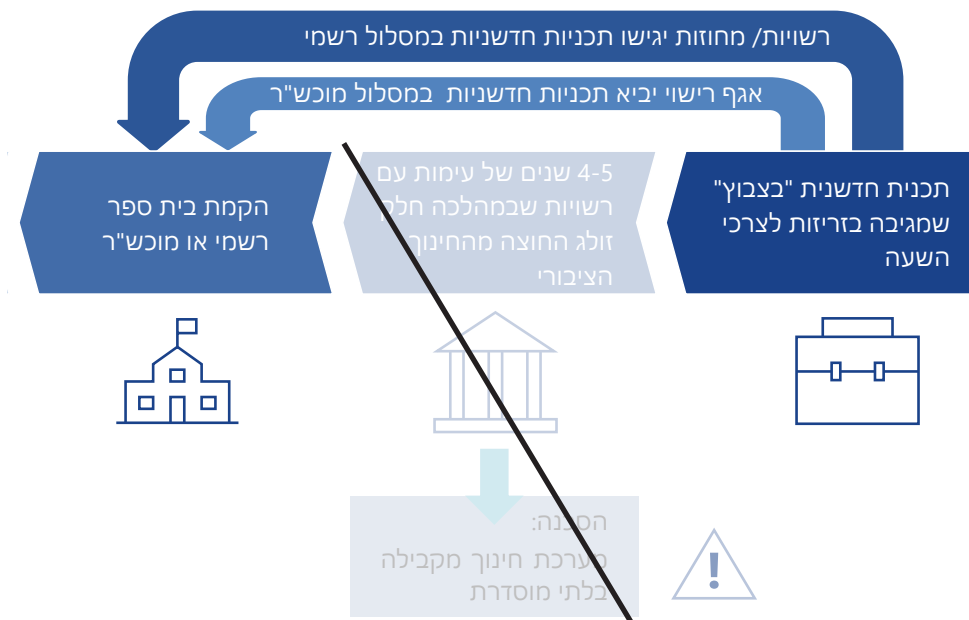 רשויות/ מחוזות יגישו תכניות חדשניות במסלול רשמי
אגף רישוי יביא תכניות חדשניות במסלול מוכש"ר
תכנית חדשנית "בצבוץ"
שמגיבה בזריזות לצרכי
השעה
4-5 שנים של עימות עם
רשויות שבמהלכה חלק
זולג החוצה מהחינוך
הציבורי
הקמת בית ספר
רשמי או מוכש"ר
הסכנה:
מערכת חינוך מקבילה
בלתי מוסדרת
!